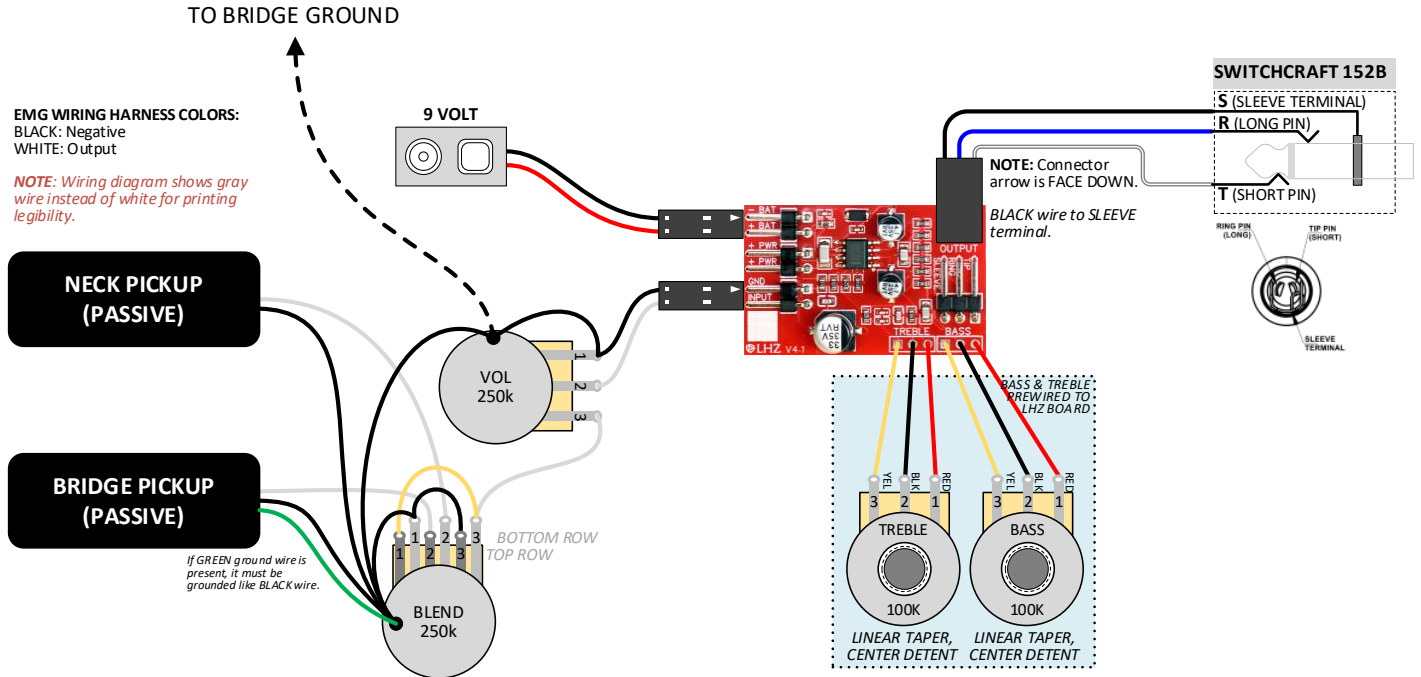 TO BRIDGE GROUND
EMG WIRING HARNESS COLORS:
BLACK: Negative
WHITE: Output
NOTE: Wiring diagram shows gray
wire instead of white for printing
legibility.
9 VOLT
SWITCHCRAFT 152B
S (SLEEVE TERMINAL)
R (LONG PIN)
T (SHORT PIN)
NOTE: Connector
arrow is FACE DOWN.
BLACK wire to SLEEVE
terminal.
RING PIN
(LONG)
TIP PIN
(SHORT)
SLEEVE
TERMINAL
- BAT
+ BAT
+ PWR
+ PWR
GND
INPUT
OUTPUT
SLEEVE
RING
TIP
33
35V
RVT
TREBLE
BASS
LHZ V4.1
NECK PICKUP
(PASSIVE)
VOL
250k
1
2
3
BRIDGE PICKUP
(PASSIVE)
If GREEN ground wire is
present, it must be
grounded like BLACK wire.
1
2
3
BOTTOM ROW
1
2
3
TOP ROW
BLEND
250k
BASS & TREBLE
PREWIRED TO
LHZ BOARD
YEL
BLK
RED
3
2
1
TREBLE
100K
LINEAR TAPER,
CENTER DETENT
YEL
BLK
RED
3
2
1
BASS
100K
LINEAR TAPER,
CENTER DETENT